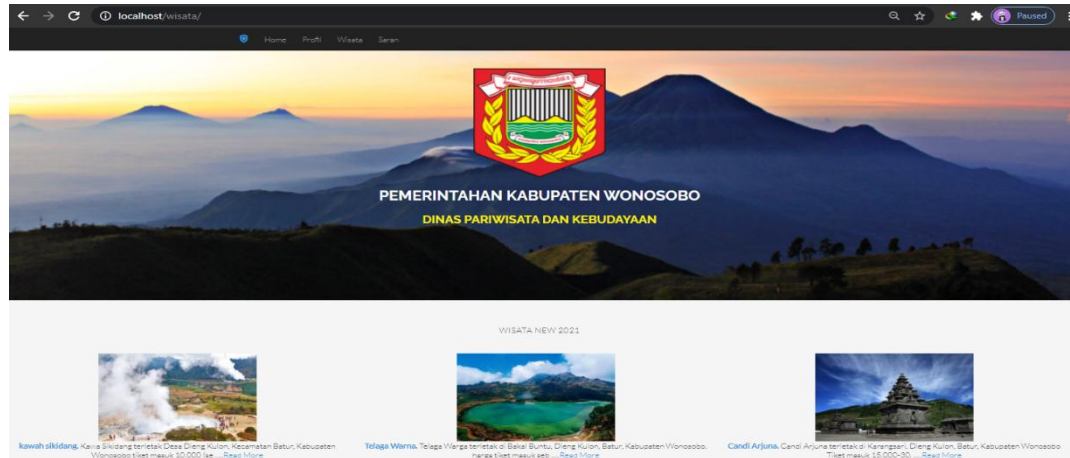 localhost/wisata/
Paused
Home Profil Wisata Saran
PEMERINTAHAN KABUPATEN WONOSOBO
DINAS PARIWISATA DAN KEBUDAYAAN
WISATA NEW 2021
kawah sikidang. Kawa Sikidang terletak Desa Dieng Kulon, Kecamatan Batur, Kabupaten
Wonosobo tiket masuk 10.000 (se ... Read More
Telaga Warna. Telaga Warga terletak di Bakal Buntu, Dieng Kulon, Batur, Kabupaten Wonosobo.
harga tiket masuk seb ... Read More
Candi Arjuna. Candi Arjuna terletak di Karangsari, Dieng Kulon, Batur, Kabupaten Wonosobo
Tiket masuk 15.000-30. ... Read More